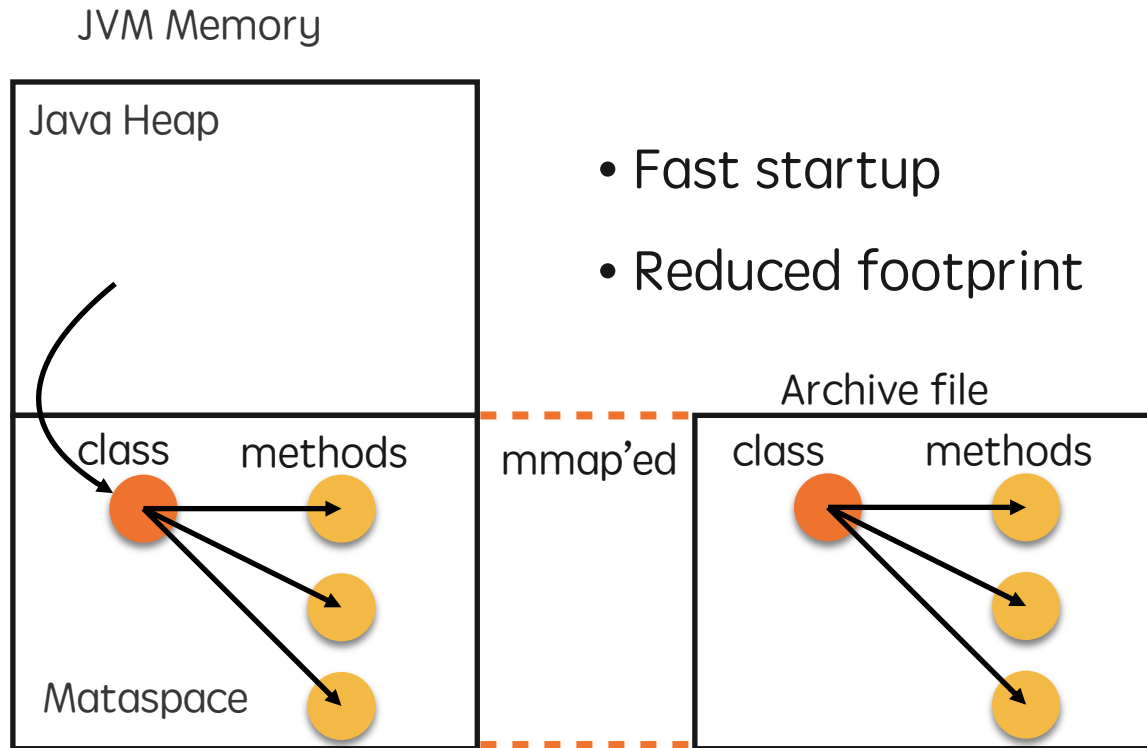 JVM Memory
Java Heap
• Fast startup
• Reduced footprint
Archive file
class methods
mmap'ed
class methods
Mataspace